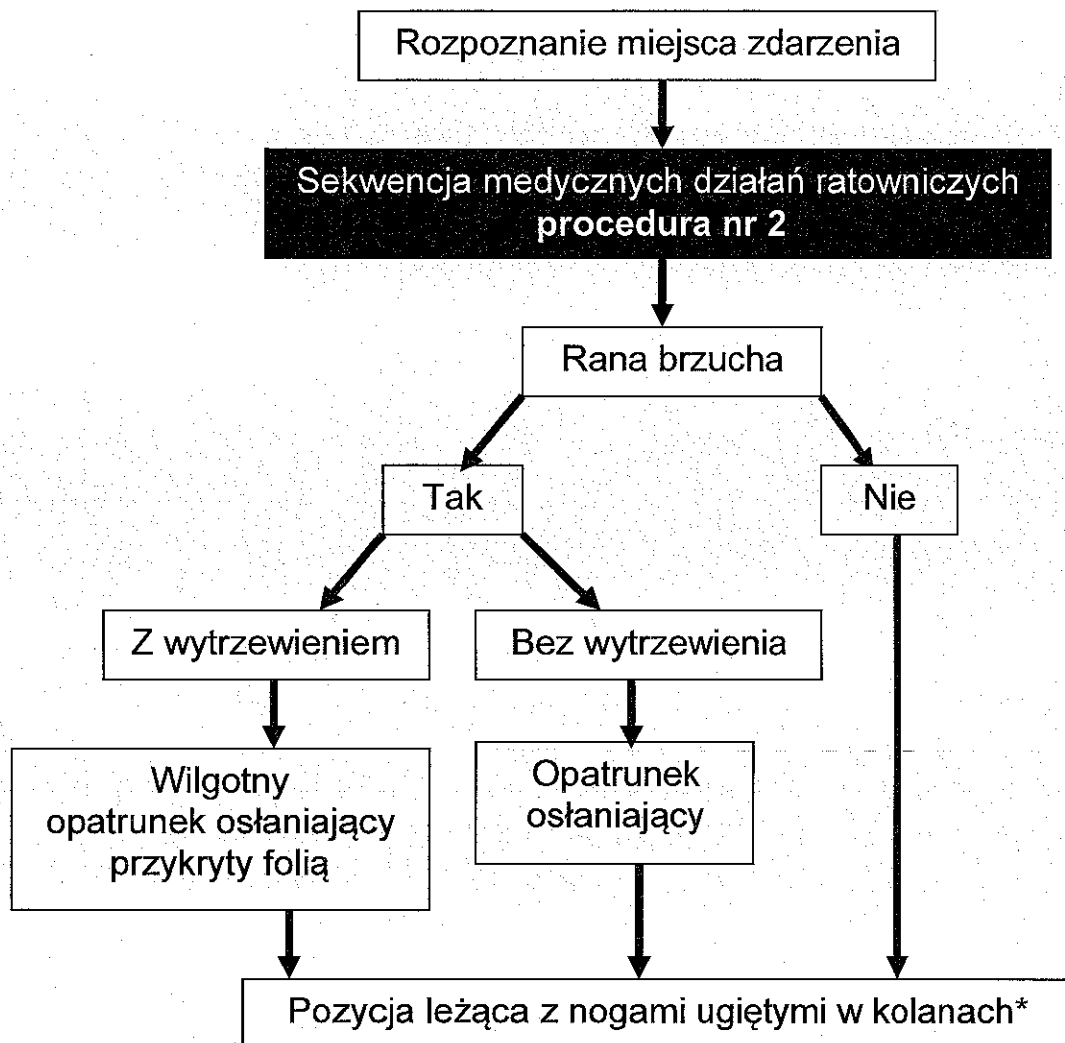 Rozpoznanie miejsca zdarzenia
Sekwencja medycznych działań ratowniczych
procedura nr 2
Rana brzucha
Tak
Nie
Z wytrzewieniem
Bez wytrzewienia
Wilgotny
opatrunek osłaniający
przykryty folią
Opatrunek
osłaniający
Pozycja leżąca z nogami ugiętymi w kolanach*